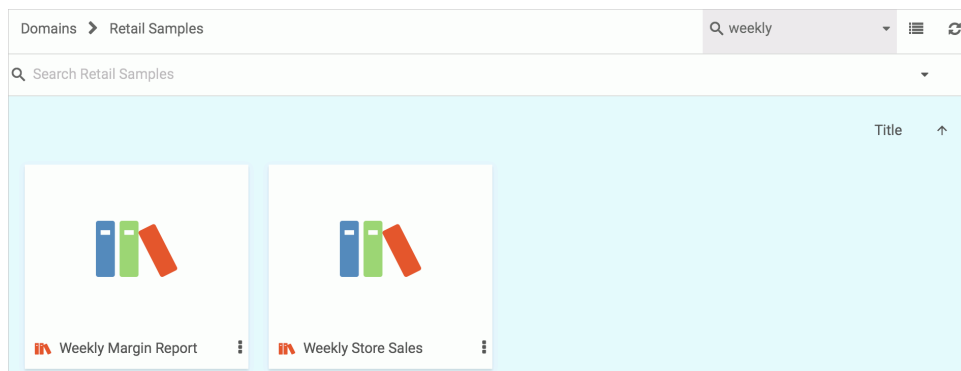 Domains Retail Samples weekly
Search Retail Samples
Title
Weekly Margin Report Weekly Store Sales